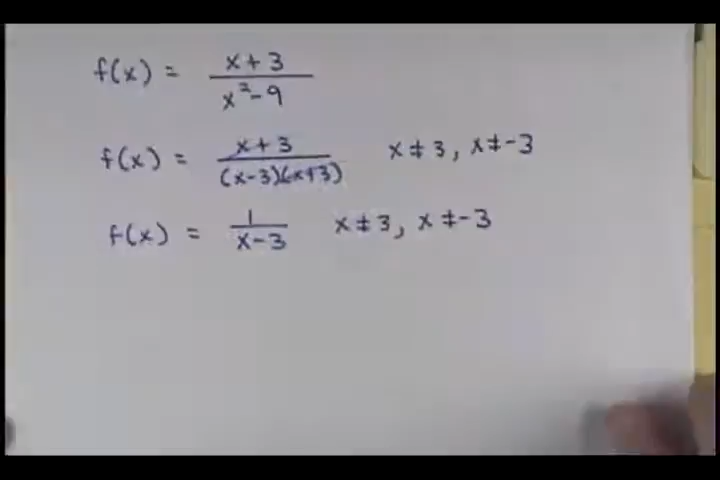 f(x) = x+3 / x²-9
f(x) = x+3 / (x-3)(x+3) x≠3, x≠-3
f(x) = 1 / x-3 x≠3, x≠-3